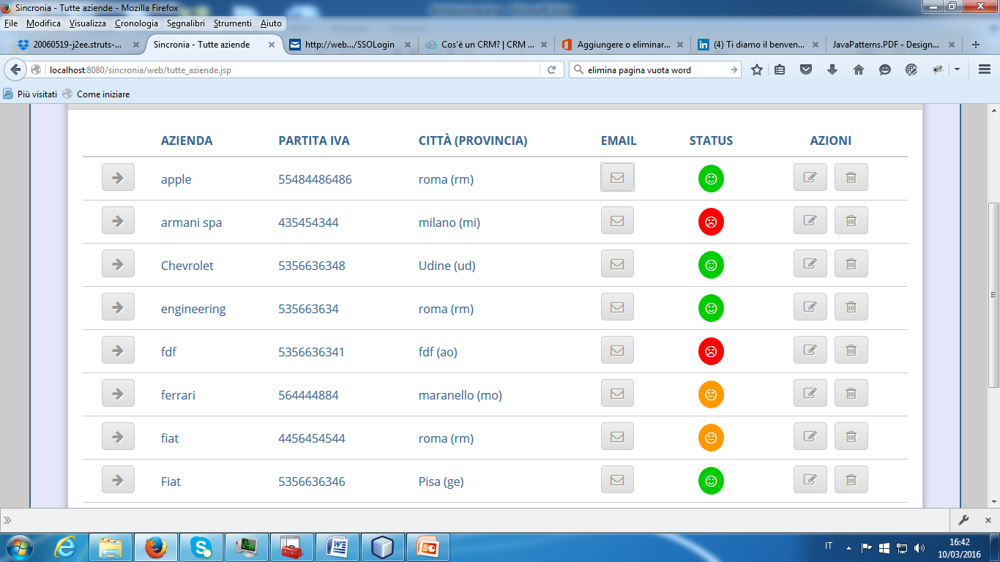 Sincronia - Tutte aziende - Mozilla Firefox
File Modifica Visualizza Cronologia Segnalibri Strumenti Aiuto
20060519-j2ee.struts-... Sincronia - Tutte aziende http://web.../SSOLogin Cos'è un CRM? | CRM ... Aggiungere o eliminar... (4) Ti diamo il benven... JavaPatterns.PDF - Design...
localhost:8080/sincronia/web/tutte_aziende.jsp elimina pagina vuota word
Più visitati Come iniziare
AZIENDA PARTITA IVA CITTÀ (PROVINCIA) EMAIL STATUS AZIONI
apple 55484486486 roma (rm)
armani spa 435454344 milano (mi)
Chevrolet 5356636348 Udine (ud)
engineering 535663634 roma (rm)
fdf 5356636341 fdf (ao)
ferrari 564444884 maranello (mo)
fiat 4456454544 roma (rm)
Fiat 5356636346 Pisa (ge)
IT 16:42
10/03/2016